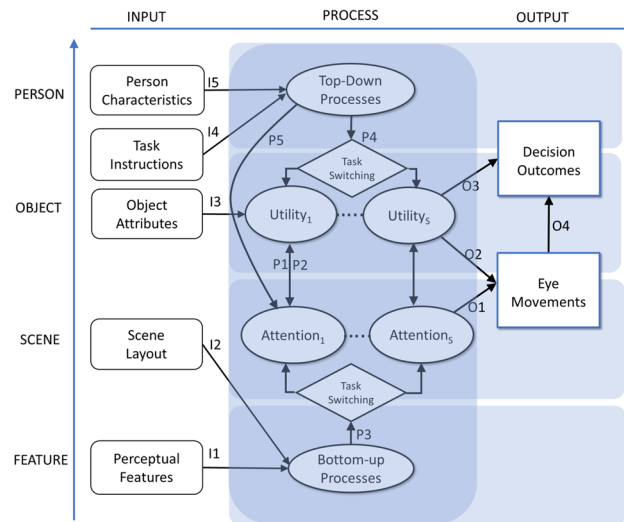 INPUT
PROCESS
OUTPUT
PERSON
Person
Characteristics
I5
Top-Down
Processes
I4
Task
Instructions
P5
P4
Task
Switching
Decision
Outcomes
OBJECT
Object
Attributes
I3
Utility1
Utilitys
O3
O2
O4
P1
P2
Eye
Movements
O1
SCENE
Scene
Layout
I2
Attention1
Attentions
Task
Switching
P3
FEATURE
Perceptual
Features
I1
Bottom-up
Processes